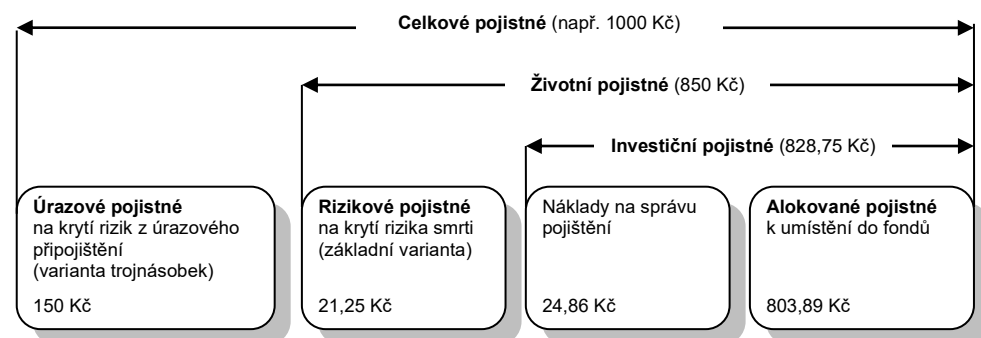 Celkové pojistné (např. 1000 Kč)
Životní pojistné (850 Kč)
Investiční pojistné (828,75 Kč)
Úrazové pojistné
na krytí rizik z úrazového
připojištění
(varianta trojnásobek)
150 Kč
Rizikové pojistné
na krytí rizika smrti
(základní varianta)
21,25 Kč
Náklady na správu
pojištění
24,86 Kč
Alokované pojistné
k umístění do fondů
803,89 Kč